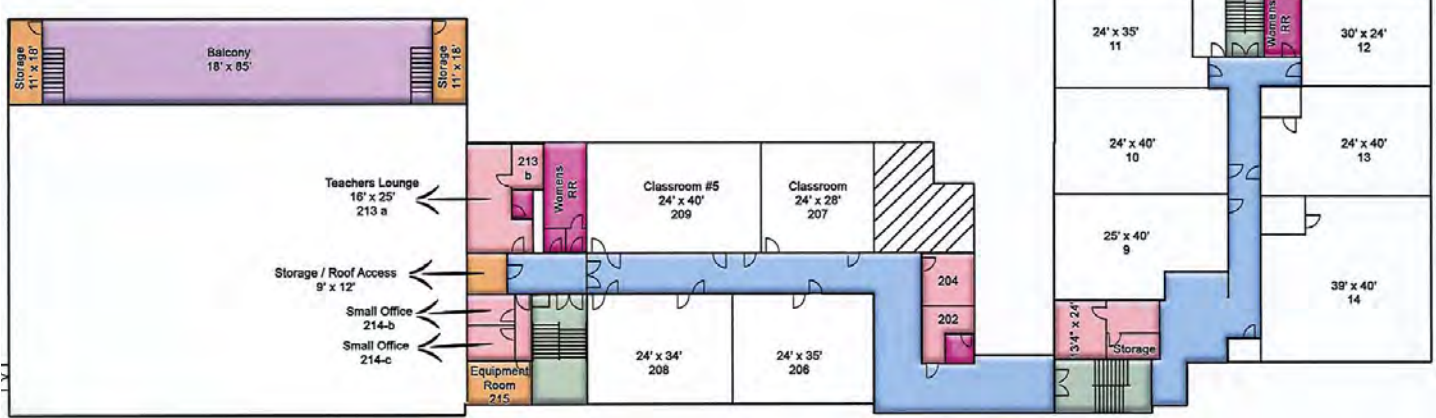 Storage
11' x 18'
Balcony
18' x 85'
Storage
11' x 18'
24' x 35'
11
Womens
RR
30' x 24'
12
24' x 40'
10
24' x 40'
13
Teachers Lounge
16' x 25'
213 a
213
b
Womens
RR
Classroom #5
24' x 40'
209
Classroom
24' x 28'
207
25' x 40'
9
Storage / Roof Access
9' x 12'
204
39' x 40'
14
Small Office
214-b
202
13'4" x 24'
Storage
Small Office
214-c
24' x 34'
208
24' x 35'
206
Equipment
Room
215